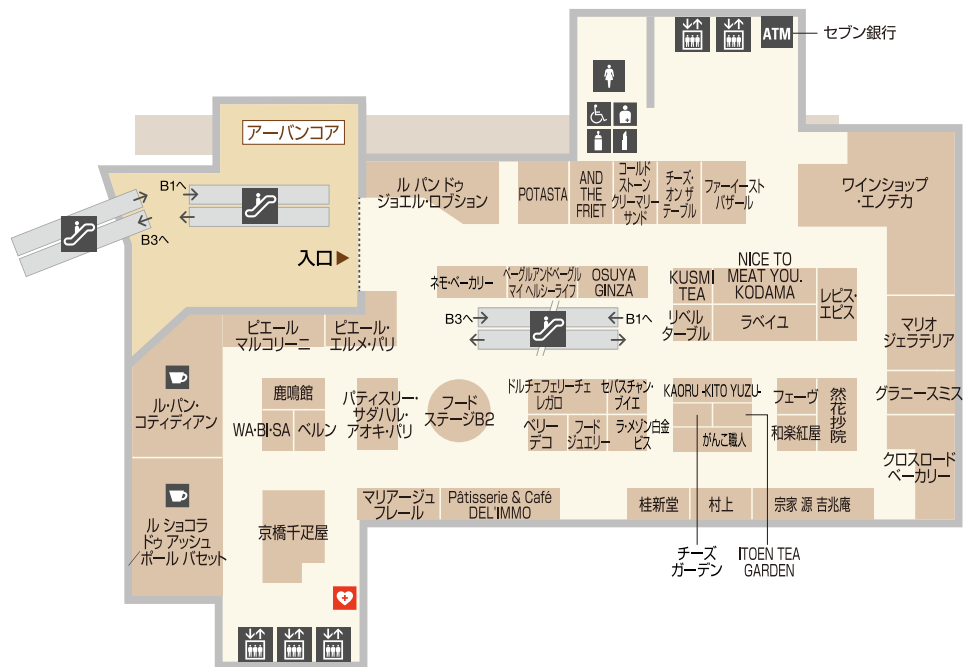 ATM
セブン銀行
アーバンコア
B1へ
B3へ
入口
ル パン ドゥ
ジョエル・ロブション
POTASTA
AND
THE
FRIET
コールド
ストーン
クリーマリー
サンド
チーズ・
オン ザ
テーブル
ファーイースト
バザール
ワインショップ
・エノテカ
ネモ・ベーカリー
ベーグルアンドベーグル
マイ ヘルシーライフ
OSUYA
GINZA
B3へ
B1へ
KUSMI
TEA
NICE TO
MEAT YOU.
KODAMA
レピス・
エピス
リベル
ターブル
ラベイユ
マリオ
ジェラテリア
ピエール
マルコリーニ
ピエール・
エルメ・パリ
ル・パン・
コティディアン
鹿鳴館
WA・BI・SA
ベルン
パティスリー・
サダハル・
アオキ・パリ
フード
ステージB2
ドルチェフェリーチェ
レガロ
セバスチャン・
ブイエ
ベリー
デコ
フード
ジュエリー
ラ・メゾン白金
ビス
KAORU -KITO YUZU-
がんこ職人
フェーヴ
和楽紅屋
然花抄院
グラニースミス
クロスロード
ベーカリー
ル ショコラ
ドゥ アッシュ
/ポール バセット
京橋千疋屋
マリアージュ
フレール
Pâtisserie & Café
DEL'IMMO
桂新堂
村上
宗家 源 吉兆庵
チーズ
ガーデン
ITOEN TEA
GARDEN